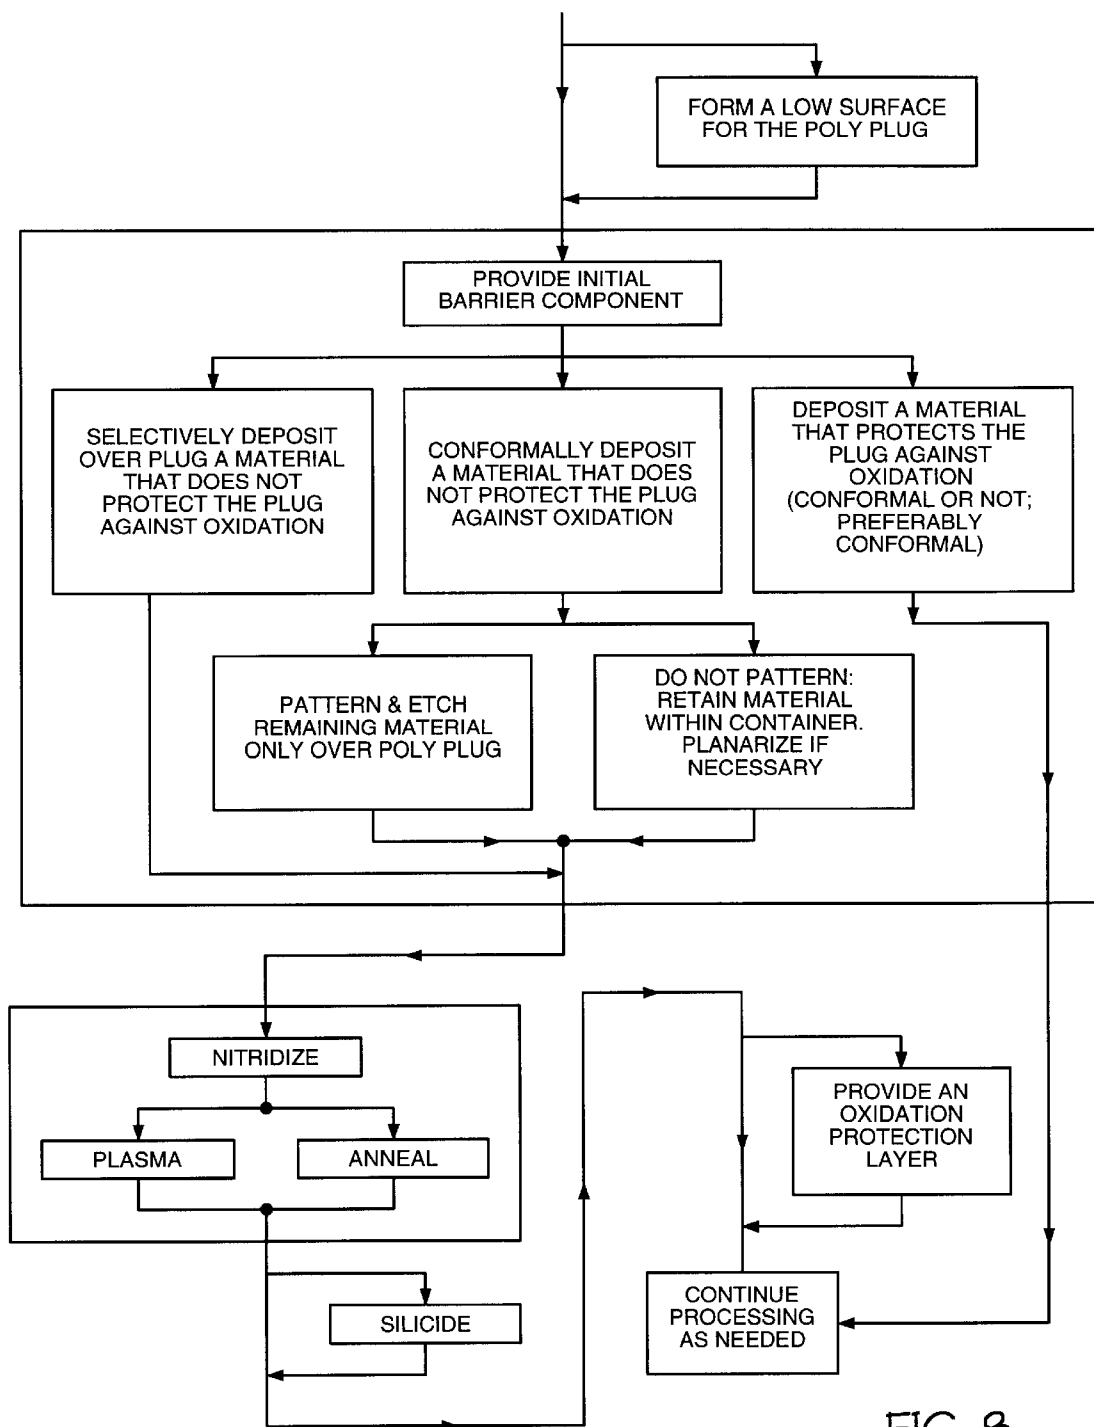 FORM A LOW SURFACE
FOR THE POLY PLUG
PROVIDE INITIAL
BARRIER COMPONENT
SELECTIVELY DEPOSIT
OVER PLUG A MATERIAL
THAT DOES NOT
PROTECT THE PLUG
AGAINST OXIDATION
CONFORMALLY DEPOSIT
A MATERIAL THAT DOES
NOT PROTECT THE PLUG
AGAINST OXIDATION
DEPOSIT A MATERIAL
THAT PROTECTS THE
PLUG AGAINST
OXIDATION
(CONFORMAL OR NOT;
PREFERABLY
CONFORMAL)
PATTERN & ETCH
REMAINING MATERIAL
ONLY OVER POLY PLUG
DO NOT PATTERN:
RETAIN MATERIAL
WITHIN CONTAINER.
PLANARIZE IF
NECESSARY
NITRIDIZE
PLASMA
ANNEAL
SILICIDE
PROVIDE AN
OXIDATION
PROTECTION
LAYER
CONTINUE
PROCESSING
AS NEEDED